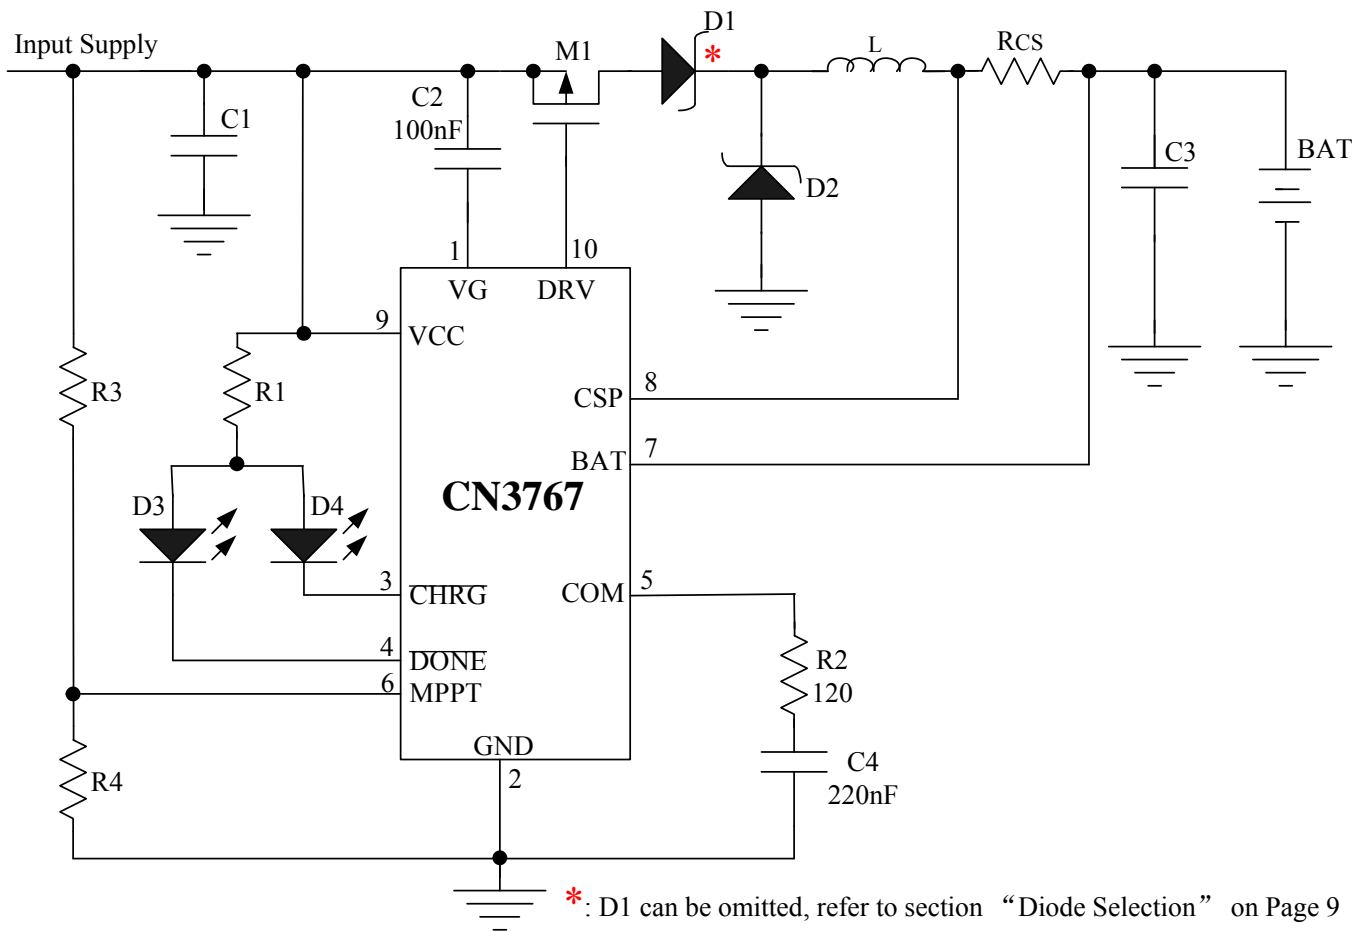 Input Supply
D1
*
M1
L
RCS
C1
C2
100nF
C3
BAT
D2
1
10
VG
DRV
9
VCC
R3
R1
8
CSP
7
BAT
CN3767
D3
D4
3
CHRG
5
COM
4
DONE
6
MPPT
R2
120
GND
2
R4
C4
220nF
*: D1 can be omitted, refer to section “Diode Selection” on Page 9